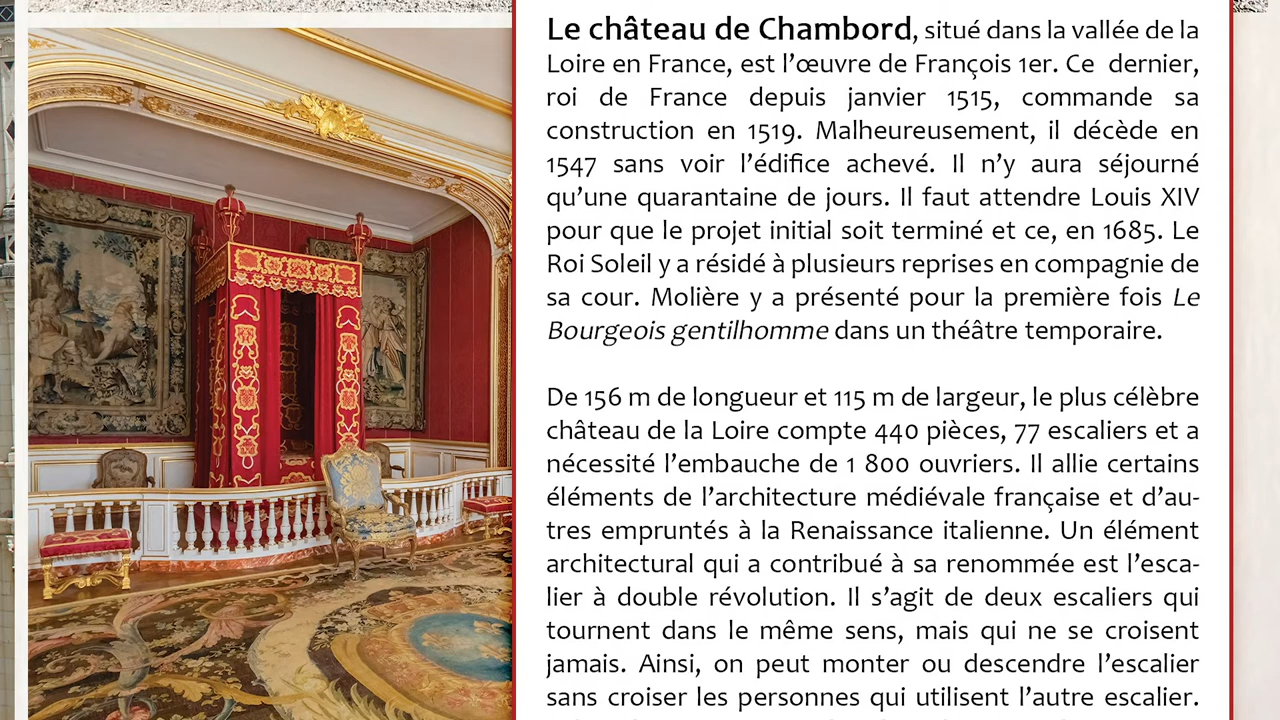 Le château de Chambord, situé dans la vallée de la
Loire en France, est l’œuvre de François 1er. Ce  dernier,
roi de France depuis janvier 1515, commande sa
construction en 1519. Malheureusement, il décède en
1547 sans voir l’édifice achevé. Il n’y aura séjourné
qu’une quarantaine de jours. Il faut attendre Louis XIV
pour que le projet initial soit terminé et ce, en 1685. Le
Roi Soleil y a résidé à plusieurs reprises en compagnie de
sa cour. Molière y a présenté pour la première fois Le
Bourgeois gentilhomme dans un théâtre temporaire.
De 156 m de longueur et 115 m de largeur, le plus célèbre
château de la Loire compte 440 pièces, 77 escaliers et a
nécessité l’embauche de 1 800 ouvriers. Il allie certains
éléments de l’architecture médiévale française et d’au-
tres empruntés à la Renaissance italienne. Un élément
architectural qui a contribué à sa renommée est l’esca-
lier à double révolution. Il s’agit de deux escaliers qui
tournent dans le même sens, mais qui ne se croisent
jamais. Ainsi, on peut monter ou descendre l’escalier
sans croiser les personnes qui utilisent l’autre escalier.